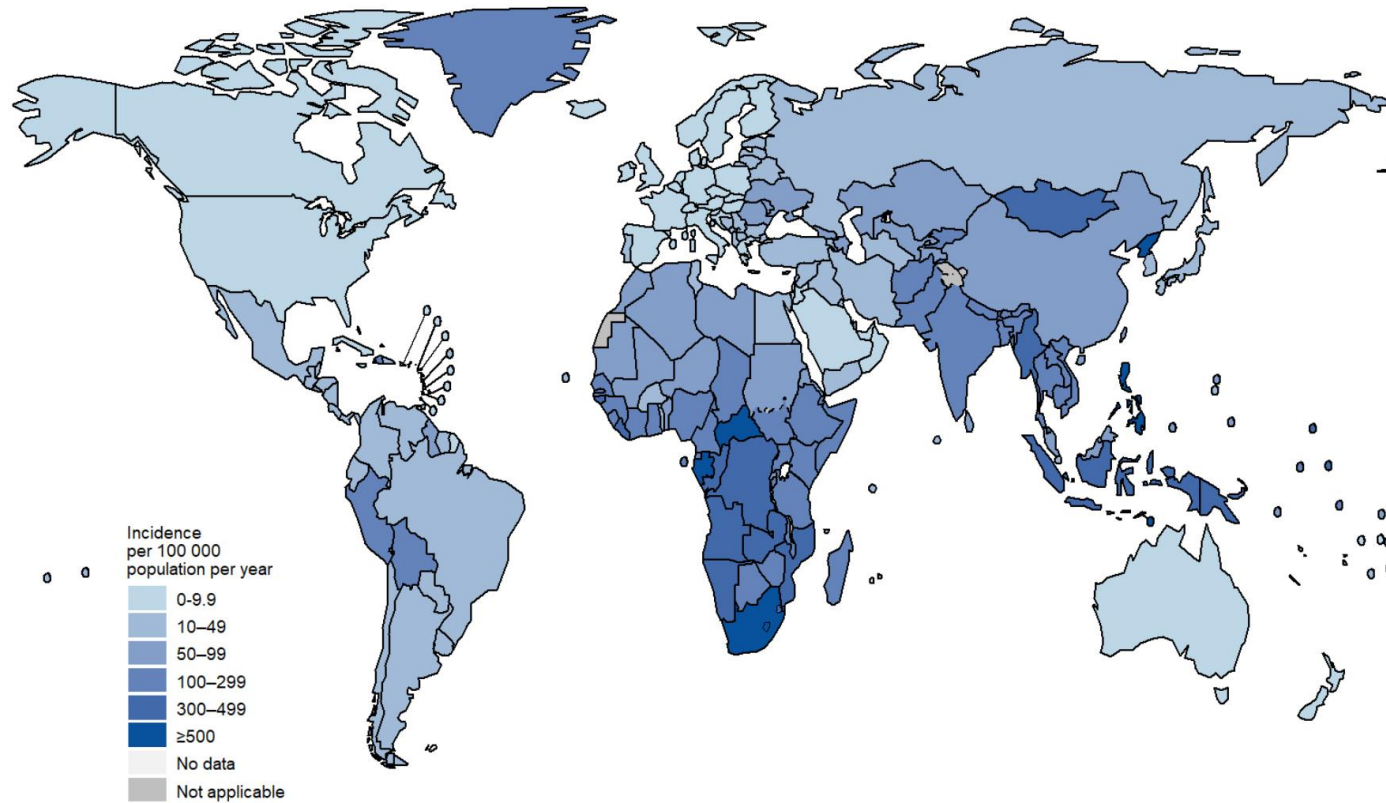 Incidence
per 100 000
population per year
0-9.9
10–49
50–99
100–299
300–499
≥500
No data
Not applicable